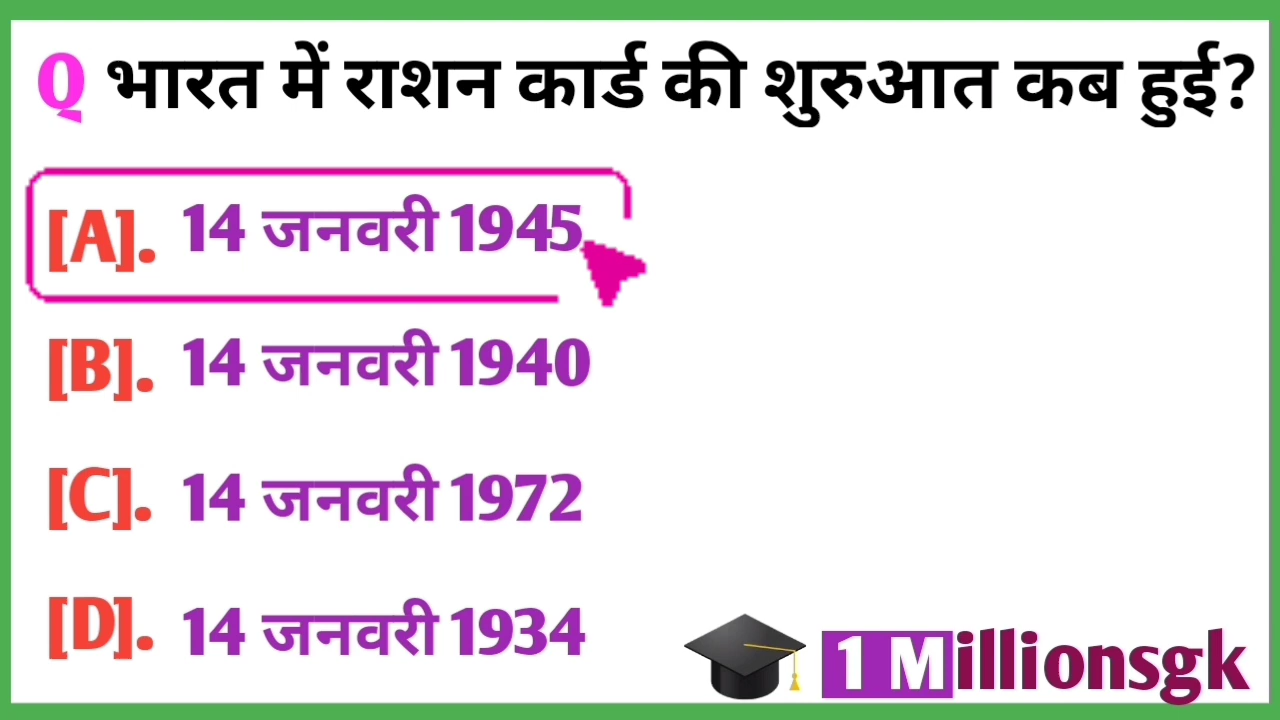 Q भारत में राशन कार्ड की शुरुआत कब हुई?
[A]. 14 जनवरी 1945
[B]. 14 जनवरी 1940
[C]. 14 जनवरी 1972
[D]. 14 जनवरी 1934
1 Millionsgk